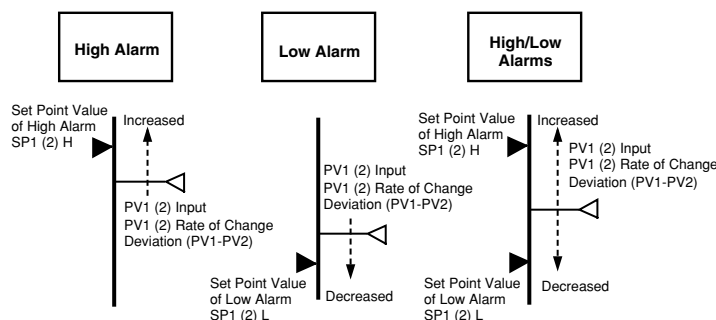 High Alarm
Set Point Value
of High Alarm
SP1 (2) H
Increased
PV1 (2) Input
PV1 (2) Rate of Change
Deviation (PV1-PV2)
Low Alarm
PV1 (2) Input
PV1 (2) Rate of Change
Deviation (PV1-PV2)
Set Point Value
of Low Alarm
SP1 (2) L
Decreased
High/Low
Alarms
Set Point Value
of High Alarm
SP1 (2) H
Increased
PV1 (2) Input
PV1 (2) Rate of Change
Deviation (PV1-PV2)
Set Point Value
of Low Alarm
SP1 (2) L
Decreased